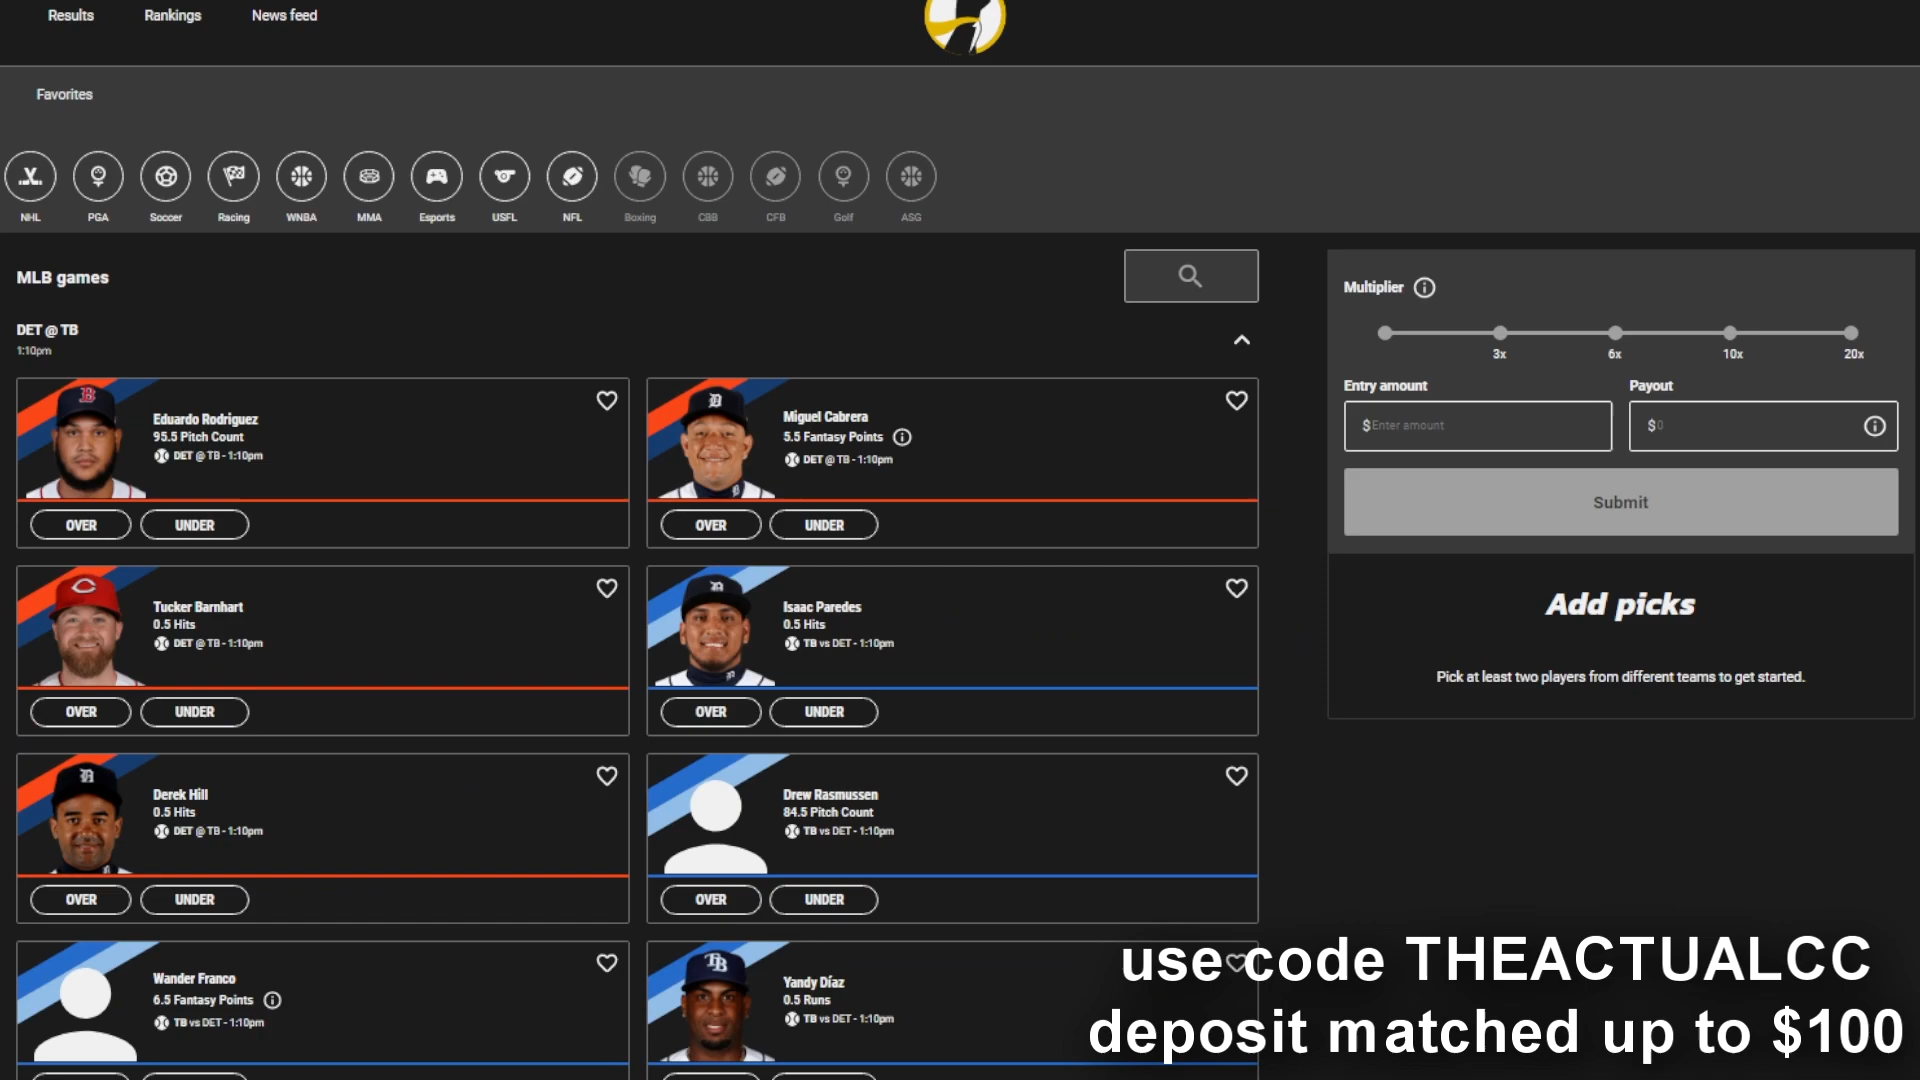 Results Rankings News feed
Favorites
NHL PGA Soccer Racing WNBA MMA Esports USFL NFL Boxing CBB CFB Golf ASG
MLB games
DET @ TB
1:10pm
Eduardo Rodriguez
95.5 Pitch Count
DET @ TB - 1:10pm
OVER UNDER
Miguel Cabrera
5.5 Fantasy Points
DET @ TB - 1:10pm
OVER UNDER
Tucker Barnhart
0.5 Hits
DET @ TB - 1:10pm
OVER UNDER
Isaac Paredes
0.5 Hits
TB vs DET - 1:10pm
OVER UNDER
Derek Hill
0.5 Hits
DET @ TB - 1:10pm
OVER UNDER
Drew Rasmussen
84.5 Pitch Count
TB vs DET - 1:10pm
OVER UNDER
Wander Franco
6.5 Fantasy Points
TB vs DET - 1:10pm
Yandy Díaz
0.5 Runs
TB vs DET - 1:10pm
Multiplier
3x 6x 10x 20x
Entry amount Payout
$Enter amount $0
Submit
Add picks
Pick at least two players from different teams to get started.
use code THEACTUALCC
deposit matched up to $100